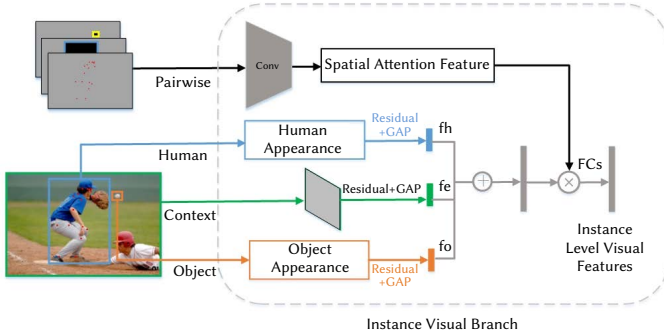 Conv
Spatial Attention Feature
Pairwise
Residual
+GAP
fh
Human
Appearance
Human
FCs
Residual+GAP
fe
Context
fo
Instance
Level Visual
Features
Object
Appearance
Object
Residual
+GAP
Instance Visual Branch